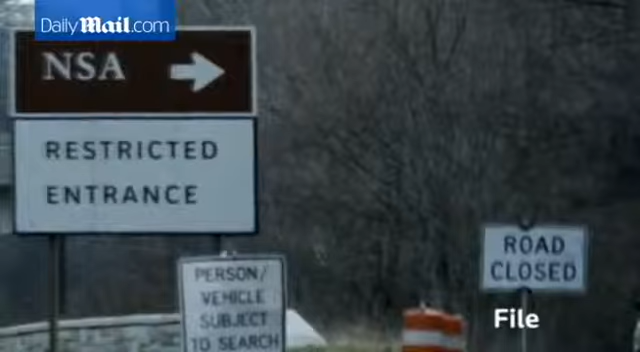 DailyMail.com
NSA
RESTRICTED
ENTRANCE
PERSON/
VEHICLE
SUBJECT
TO SEARCH
ROAD
CLOSED
File